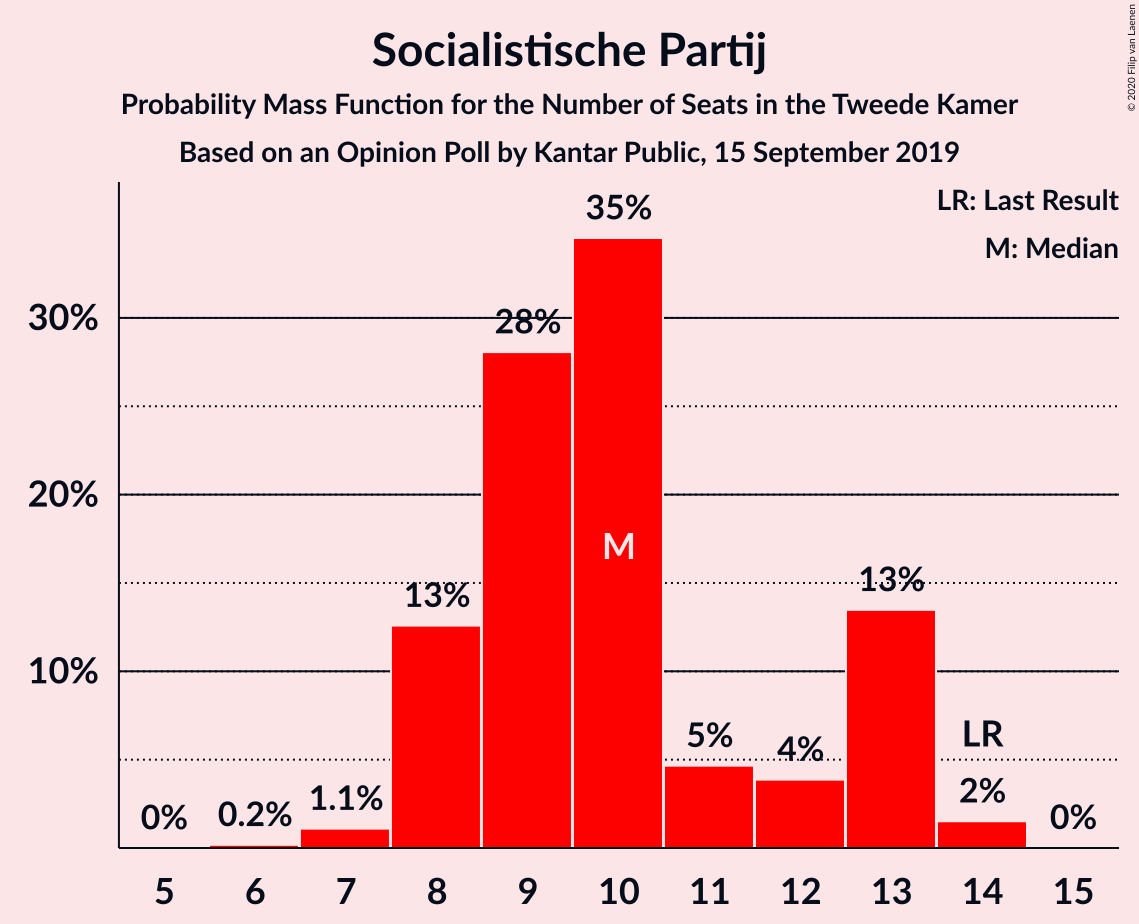 Socialistische Partij
Probability Mass Function for the Number of Seats in the Tweede Kamer
Based on an Opinion Poll by Kantar Public, 15 September 2019
© 2020 Filip van Laenen
LR: Last Result
M: Median
35%
30%
28%
20%
M
13%
13%
10%
LR
5%
4%
2%
1.1%
0%
0.2%
0%
5 6 7 8 9 10 11 12 13 14 15